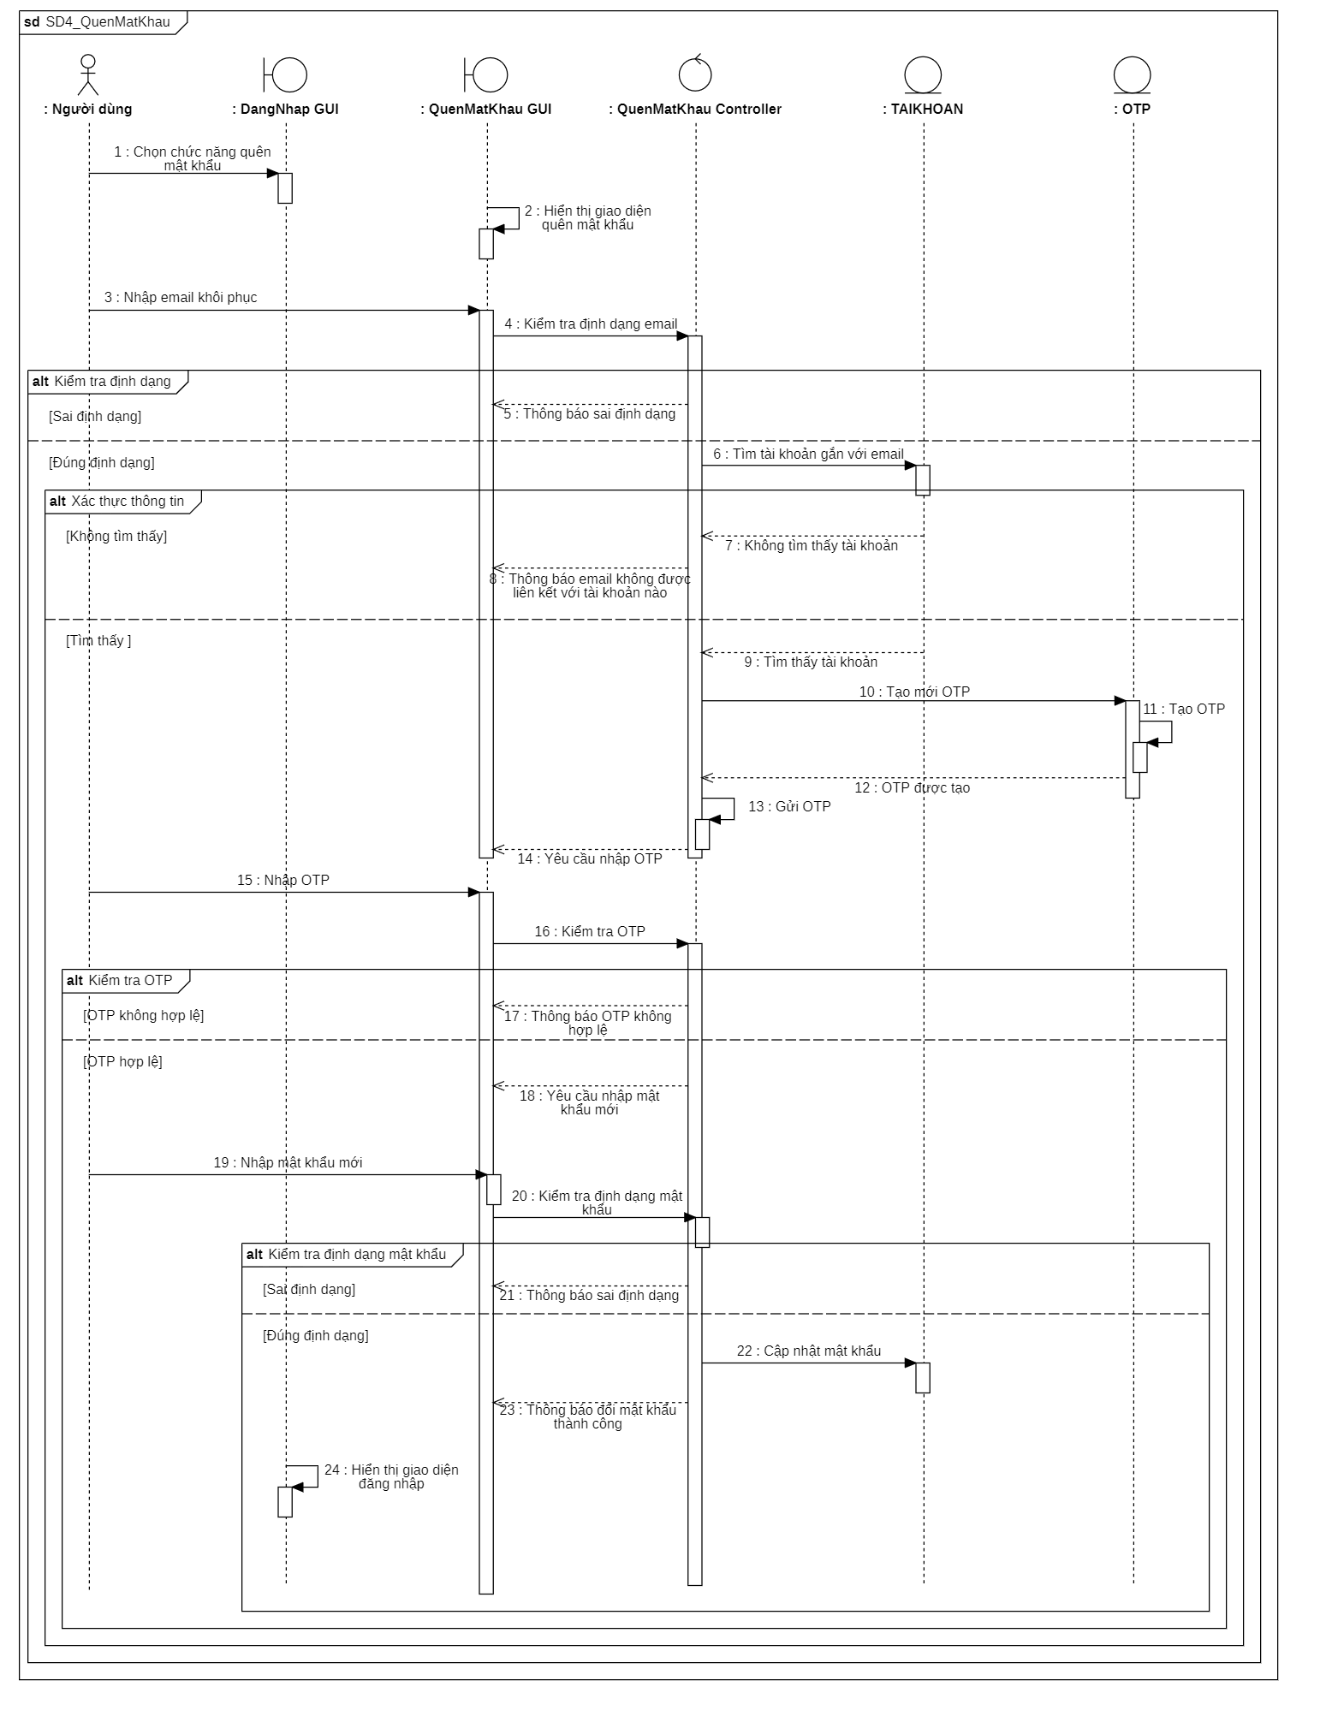 sd SD4_QuenMatKhau
: Người dùng
: DangNhap GUI
: QuenMatKhau GUI
: QuenMatKhau Controller
: TAIKHOAN
: OTP
1 : Chọn chức năng quên
mật khẩu
2 : Hiển thị giao diện
quên mật khẩu
3 : Nhập email khôi phục
4 : Kiểm tra định dạng email
alt Kiểm tra định dạng
[Sai định dạng]
5 : Thông báo sai định dạng
[Đúng định dạng]
6 : Tìm tài khoản gắn với email
alt Xác thực thông tin
[Không tìm thấy]
7 : Không tìm thấy tài khoản
8 : Thông báo email không được
liên kết với tài khoản nào
[Tìm thấy ]
9 : Tìm thấy tài khoản
10 : Tạo mới OTP
11 : Tạo OTP
12 : OTP được tạo
13 : Gửi OTP
14 : Yêu cầu nhập OTP
15 : Nhập OTP
16 : Kiểm tra OTP
alt Kiểm tra OTP
[OTP không hợp lệ]
17 : Thông báo OTP không
hợp lệ
[OTP hợp lệ]
18 : Yêu cầu nhập mật
khẩu mới
19 : Nhập mật khẩu mới
20 : Kiểm tra định dạng mật
khẩu
alt Kiểm tra định dạng mật khẩu
[Sai định dạng]
21 : Thông báo sai định dạng
[Đúng định dạng]
22 : Cập nhật mật khẩu
23 : Thông báo đổi mật khẩu
thành công
24 : Hiển thị giao diện
đăng nhập